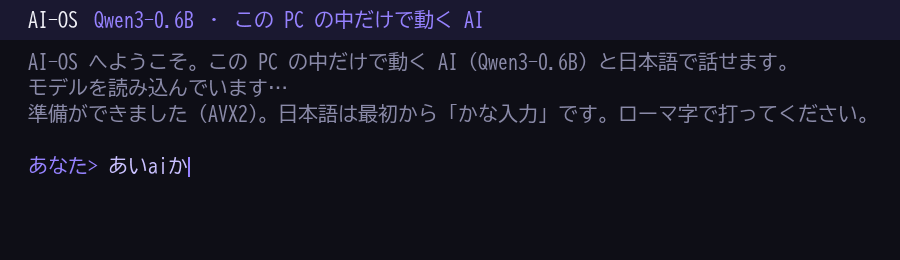 AI-OS Qwen3-0.6B · この PC の中だけで動く AI
AI-OS へようこそ。この PC の中だけで動く AI（Qwen3-0.6B）と日本語で話せます。
モデルを読み込んでいます…
準備ができました（AVX2）。日本語は最初から「かな入力」です。ローマ字で打ってください。
あなた> あいaiか